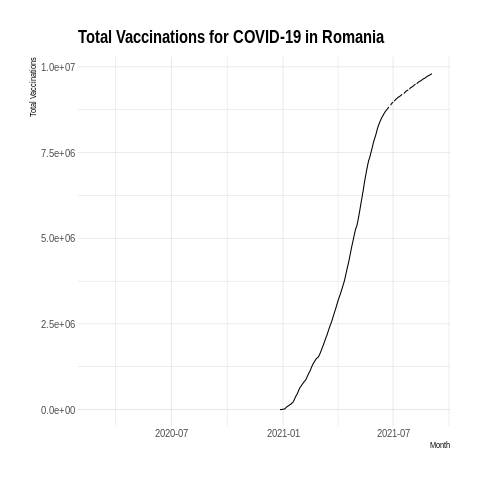 Total Vaccinations for COVID-19 in Romania
Total Vaccinations
1.0e+07
7.5e+06
5.0e+06
2.5e+06
0.0e+00
2020-07
2021-01
2021-07
Month